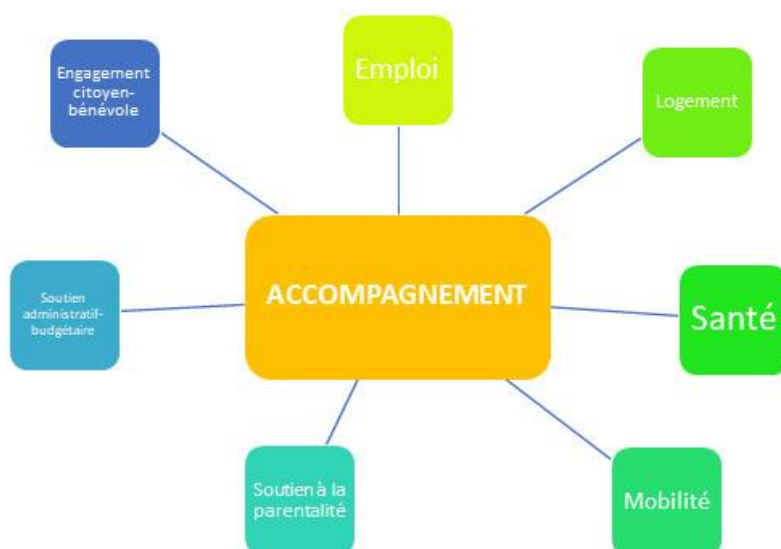 Emploi
Engagement
citoyen-
bénévole
Logement
ACCOMPAGNEMENT
Soutien
administratif-
budgétaire
Santé
Soutien à la
parentalité
Mobilité